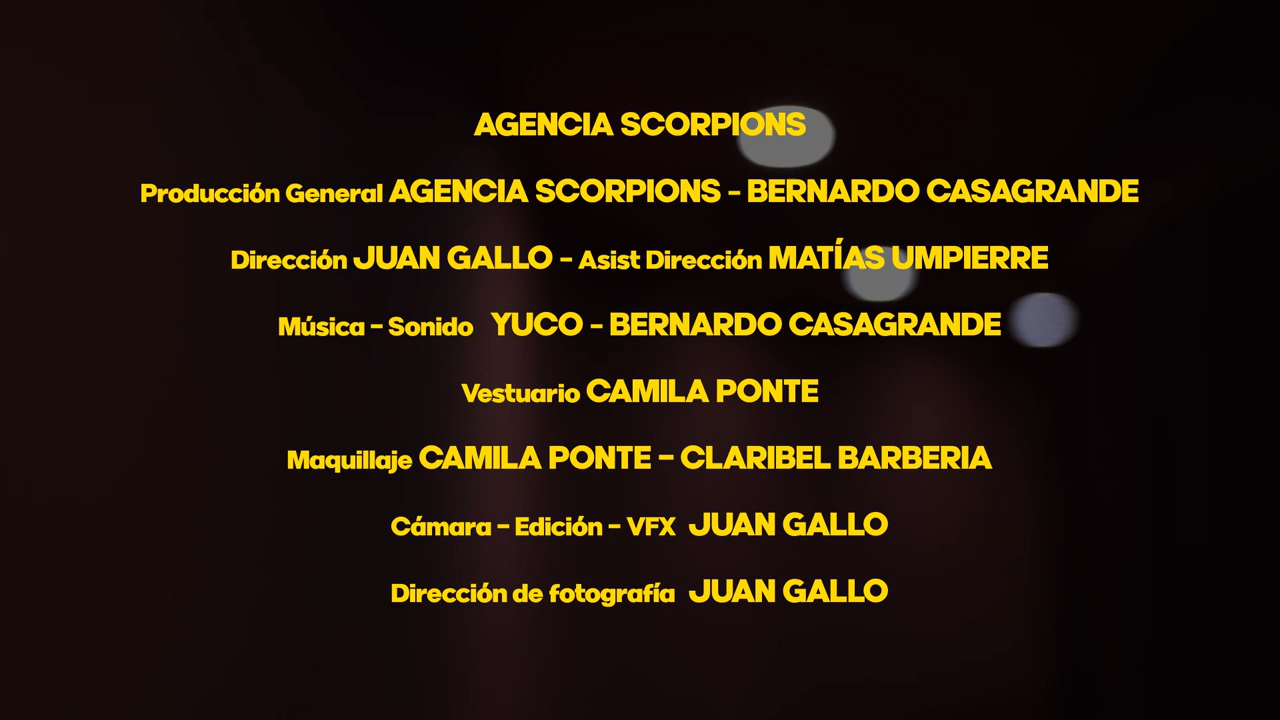 AGENCIA SCORPIONS
Producción General AGENCIA SCORPIONS - BERNARDO CASAGRANDE
Dirección JUAN GALLO - Asist Dirección MATÍAS UMPIERRE
Música - Sonido YUCO - BERNARDO CASAGRANDE
Vestuario CAMILA PONTE
Maquillaje CAMILA PONTE - CLARIBEL BARBERIA
Cámara - Edición - VFX JUAN GALLO
Dirección de fotografía JUAN GALLO